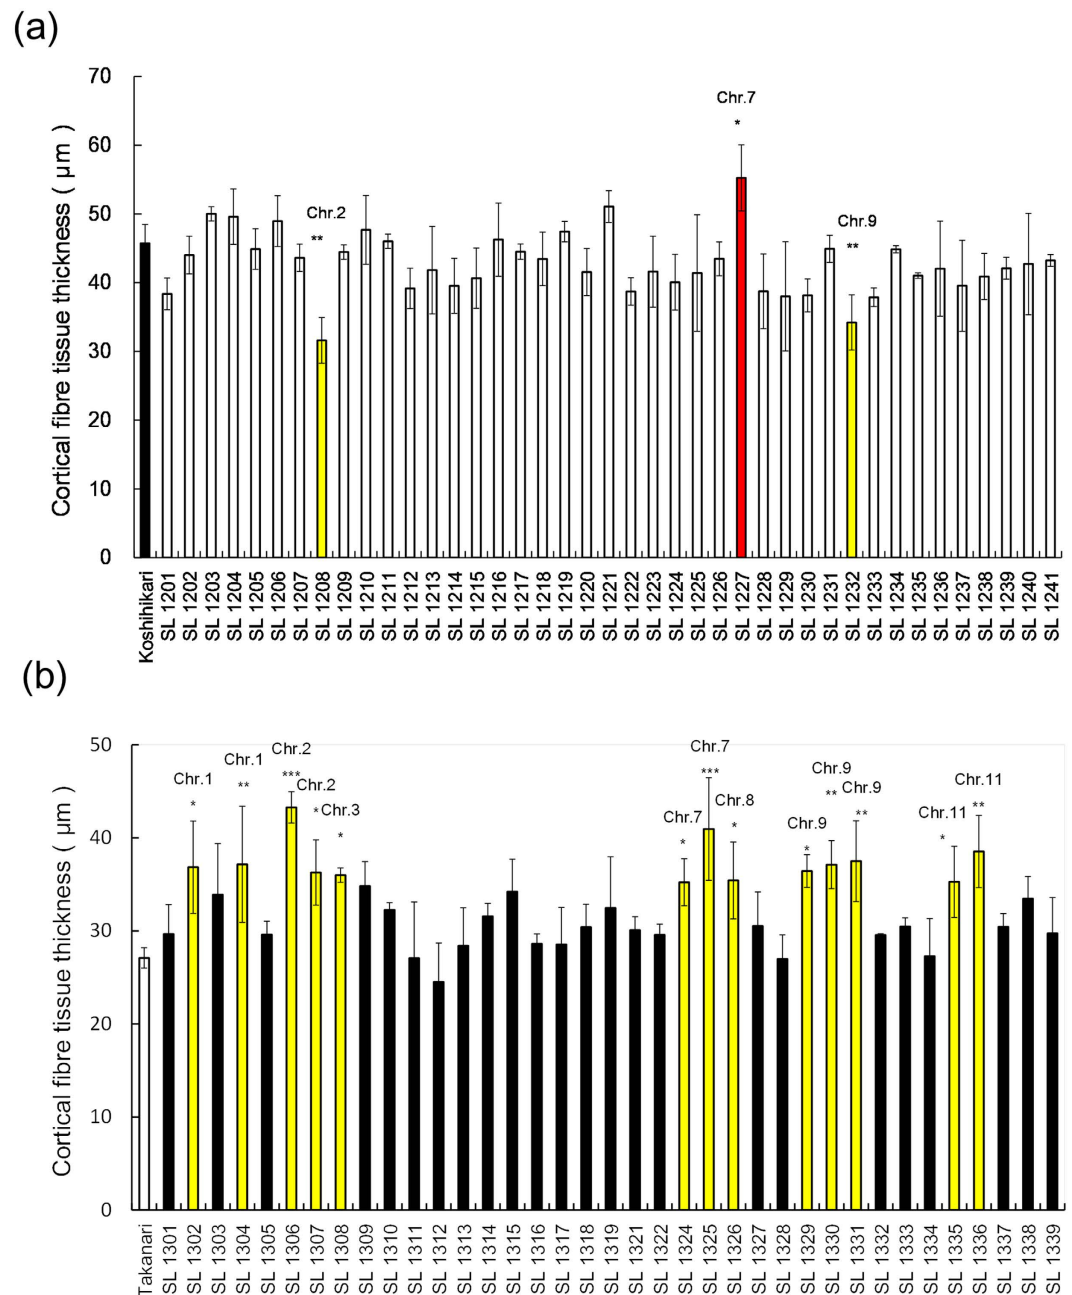 (a)
Cortical fibre tissue thickness ( μm )
70
60
50
40
30
20
10
0
Chr.2
**
Chr.7
*
Chr.9
**
Koshihikari
SL 1201
SL 1202
SL 1203
SL 1204
SL 1205
SL 1206
SL 1207
SL 1208
SL 1209
SL 1210
SL 1211
SL 1212
SL 1213
SL 1214
SL 1215
SL 1216
SL 1217
SL 1218
SL 1219
SL 1220
SL 1221
SL 1222
SL 1223
SL 1224
SL 1225
SL 1226
SL 1227
SL 1228
SL 1229
SL 1230
SL 1231
SL 1232
SL 1233
SL 1234
SL 1235
SL 1236
SL 1237
SL 1238
SL 1239
SL 1240
SL 1241
(b)
Cortical fibre tissue thickness ( μm )
50
40
30
20
10
0
Chr.1
*
Chr.1
**
Chr.2
***
Chr.2
*
Chr.3
*
Chr.7
*
Chr.7
***
Chr.8
*
Chr.9
*
Chr.9
**
Chr.9
**
Chr.11
*
Chr.11
**
Takanari
SL 1301
SL 1302
SL 1303
SL 1304
SL 1305
SL 1306
SL 1307
SL 1308
SL 1309
SL 1310
SL 1311
SL 1312
SL 1313
SL 1314
SL 1315
SL 1316
SL 1317
SL 1318
SL 1319
SL 1321
SL 1322
SL 1324
SL 1325
SL 1326
SL 1327
SL 1328
SL 1329
SL 1330
SL 1331
SL 1332
SL 1333
SL 1334
SL 1335
SL 1336
SL 1337
SL 1338
SL 1339